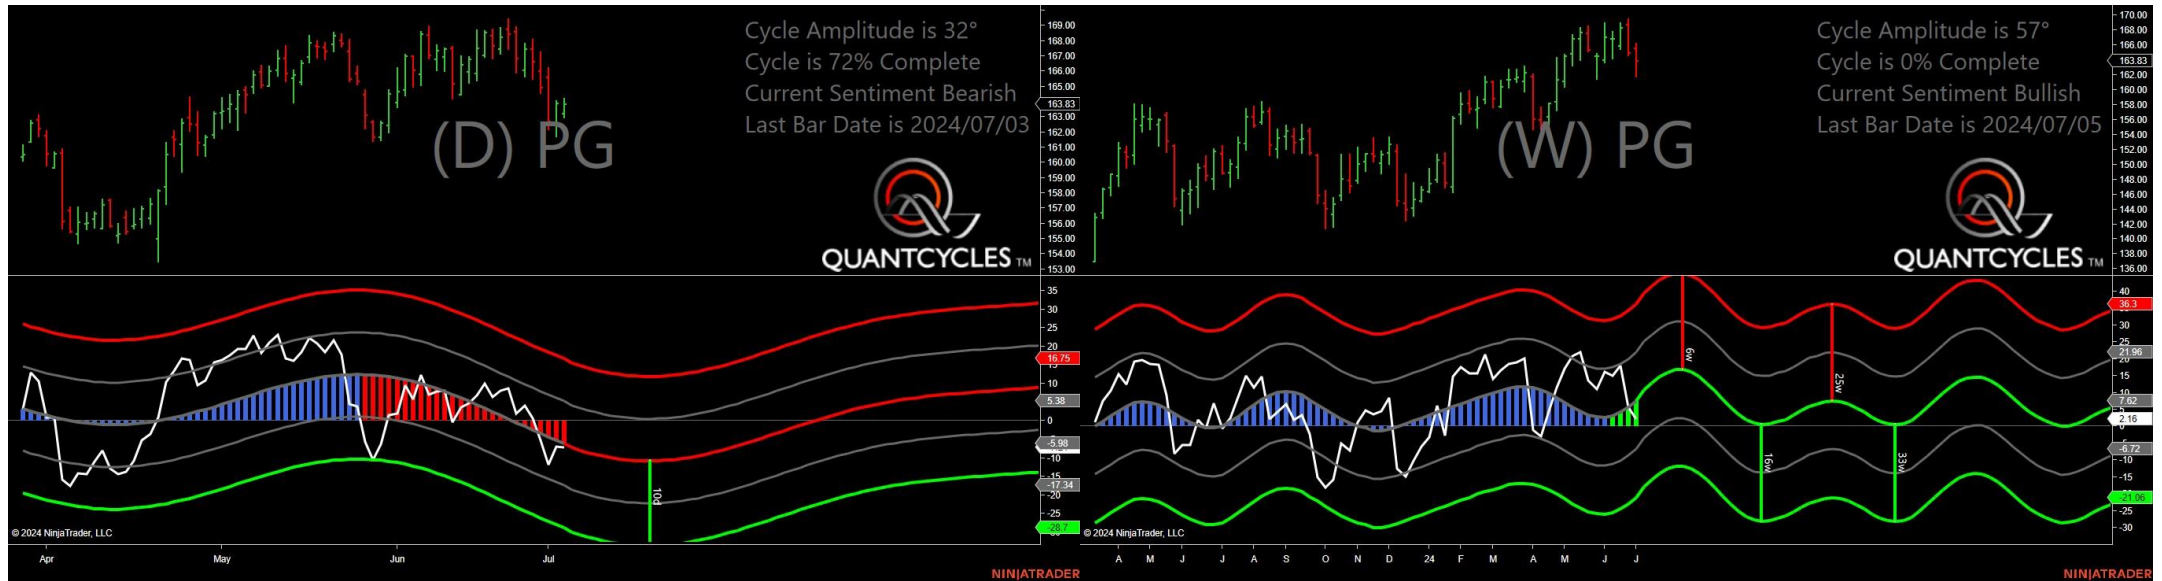 Cycle Amplitude is 32°
Cycle is 72% Complete
Current Sentiment Bearish
Last Bar Date is 2024/07/03
(D) PG
QUANTCYCLES TM
169.00
168.00
167.00
166.00
165.00
163.83
163.00
162.00
161.00
160.00
159.00
158.00
157.00
156.00
155.00
154.00
153.00
35
30
25
20
16.75
10
5.38
0
-5.98
-10
-15
-17.34
-20
-25
-28.7
10d
© 2024 NinjaTrader, LLC
Apr May Jun Jul
NINJATRADER
Cycle Amplitude is 57°
Cycle is 0% Complete
Current Sentiment Bullish
Last Bar Date is 2024/07/05
(W) PG
QUANTCYCLES TM
170.00
168.00
166.00
163.83
162.00
160.00
158.00
156.00
154.00
152.00
150.00
148.00
146.00
144.00
142.00
140.00
138.00
136.00
40
36.3
30
25
21.96
15
10
7.62
2.16
-6.72
-10
-15
-21.06
-25
-30
6w
25w
16w
33w
© 2024 NinjaTrader, LLC
A M J J A S O N D 24 F M A M J J
NINJATRADER